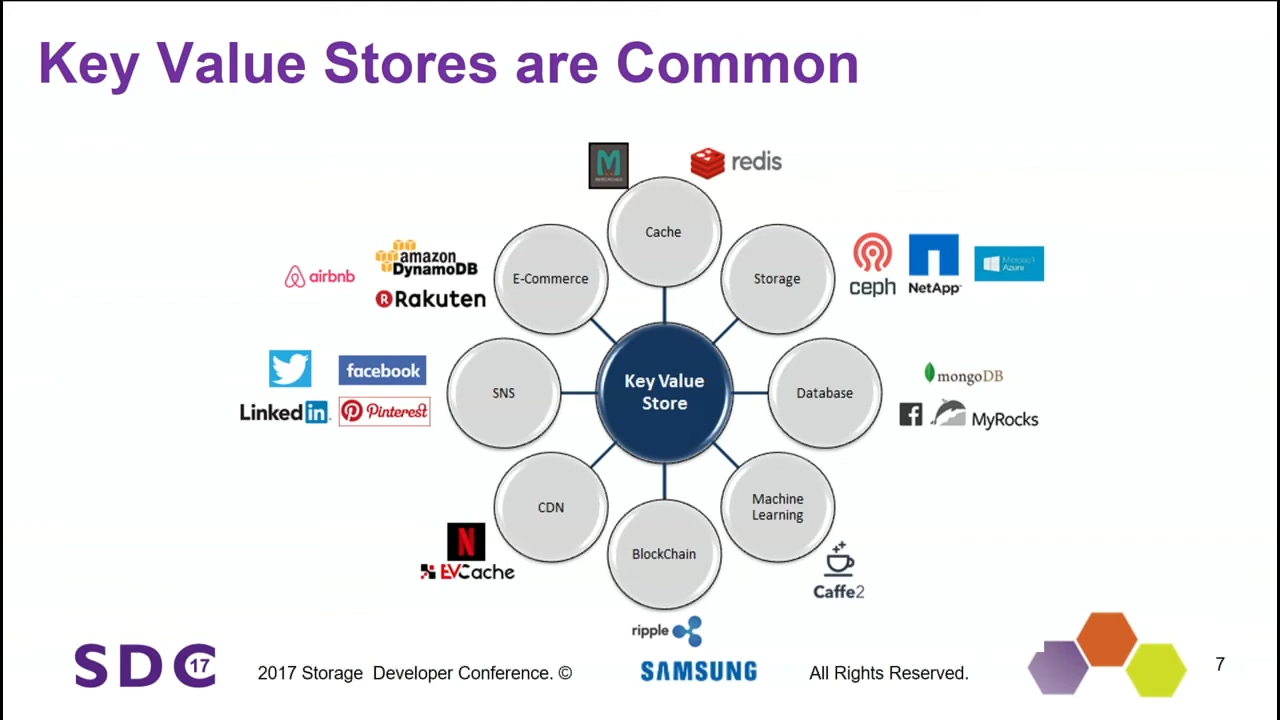 Key Value Stores are Common
M
redis
Cache
airbnb
amazon
DynamoDB
Rakuten
E-Commerce
Storage
ceph
NetApp
Microsoft
Azure
facebook
LinkedIn
Pinterest
SNS
Key Value
Store
Database
mongoDB
MyRocks
CDN
BlockChain
Machine
Learning
N
EVCache
Caffe2
ripple
SDC 17
2017 Storage Developer Conference. ©
SAMSUNG
All Rights Reserved.
7